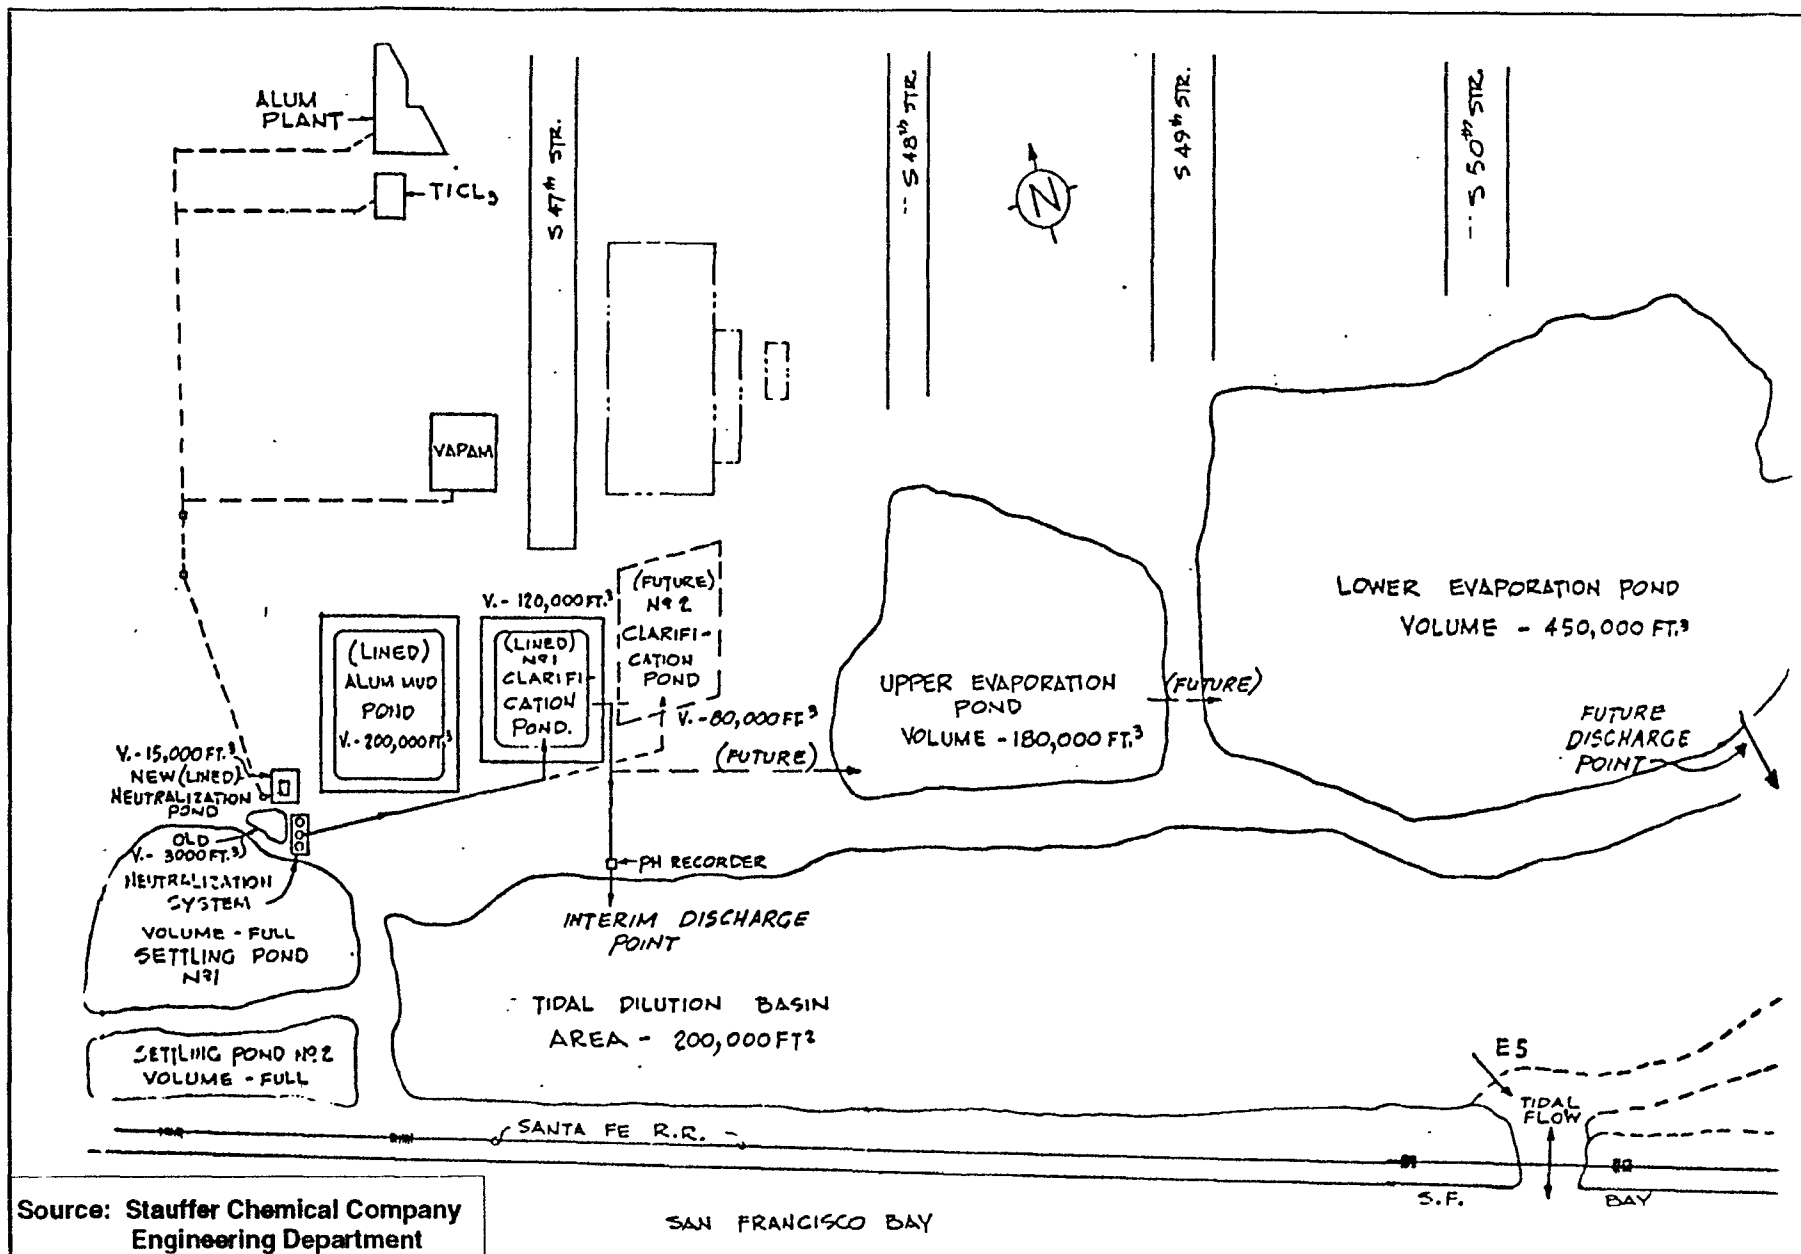 ALUM
PLANT
TICL3
S 47th STR.
S 48th STR.
S 49th STR.
S 50th STR.
N
VAPAM
(FUTURE)
Nº 2
CLARIFI-
CATION
POND
V.-80,000 FT.3
V.-120,000 FT.3
(LINED)
Nº1
CLARIFI-
CATION
POND.
(LINED)
ALUM MUD
POND
V.-200,000 FT.3
V.-15,000 FT.3
NEW (LINED)
NEUTRALIZATION
POND
OLD
V.- 3000 FT.3
NEUTRALIZATION
SYSTEM
VOLUME - FULL
SETTLING POND
Nº1
SETTLING POND Nº.2
VOLUME - FULL
(FUTURE)
UPPER EVAPORATION
POND
VOLUME -180,000 FT.3
(FUTURE)
LOWER EVAPORATION POND
VOLUME - 450,000 FT.3
FUTURE
DISCHARGE
POINT
PH RECORDER
INTERIM DISCHARGE
POINT
TIDAL DILUTION BASIN
AREA - 200,000 FT2
E5
TIDAL
FLOW
SANTA FE R.R.
S.F. BAY
SAN FRANCISCO BAY
Source: Stauffer Chemical Company
Engineering Department